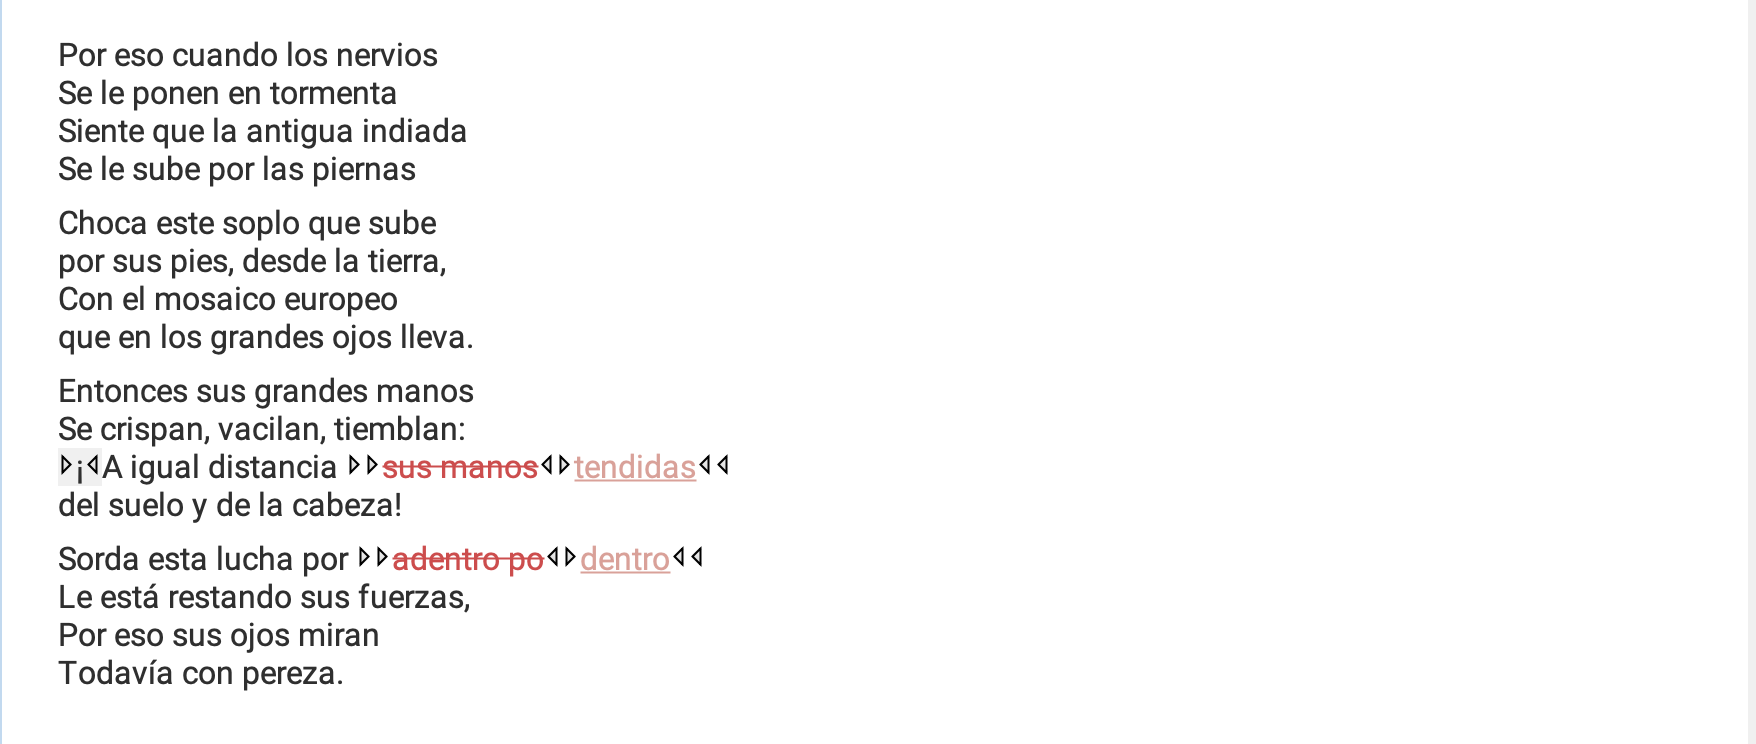 Por eso cuando los nervios
Se le ponen en tormenta
Siente que la antigua indiada
Se le sube por las piernas
Choca este soplo que sube
por sus pies, desde la tierra,
Con el mosaico europeo
que en los grandes ojos lleva.
Entonces sus grandes manos
Se crispan, vacilan, tiemblan:
¡A igual distancia sus manos tendidas
del suelo y de la cabeza!
Sorda esta lucha por adentro po dentro
Le está restando sus fuerzas,
Por eso sus ojos miran
Todavía con pereza.